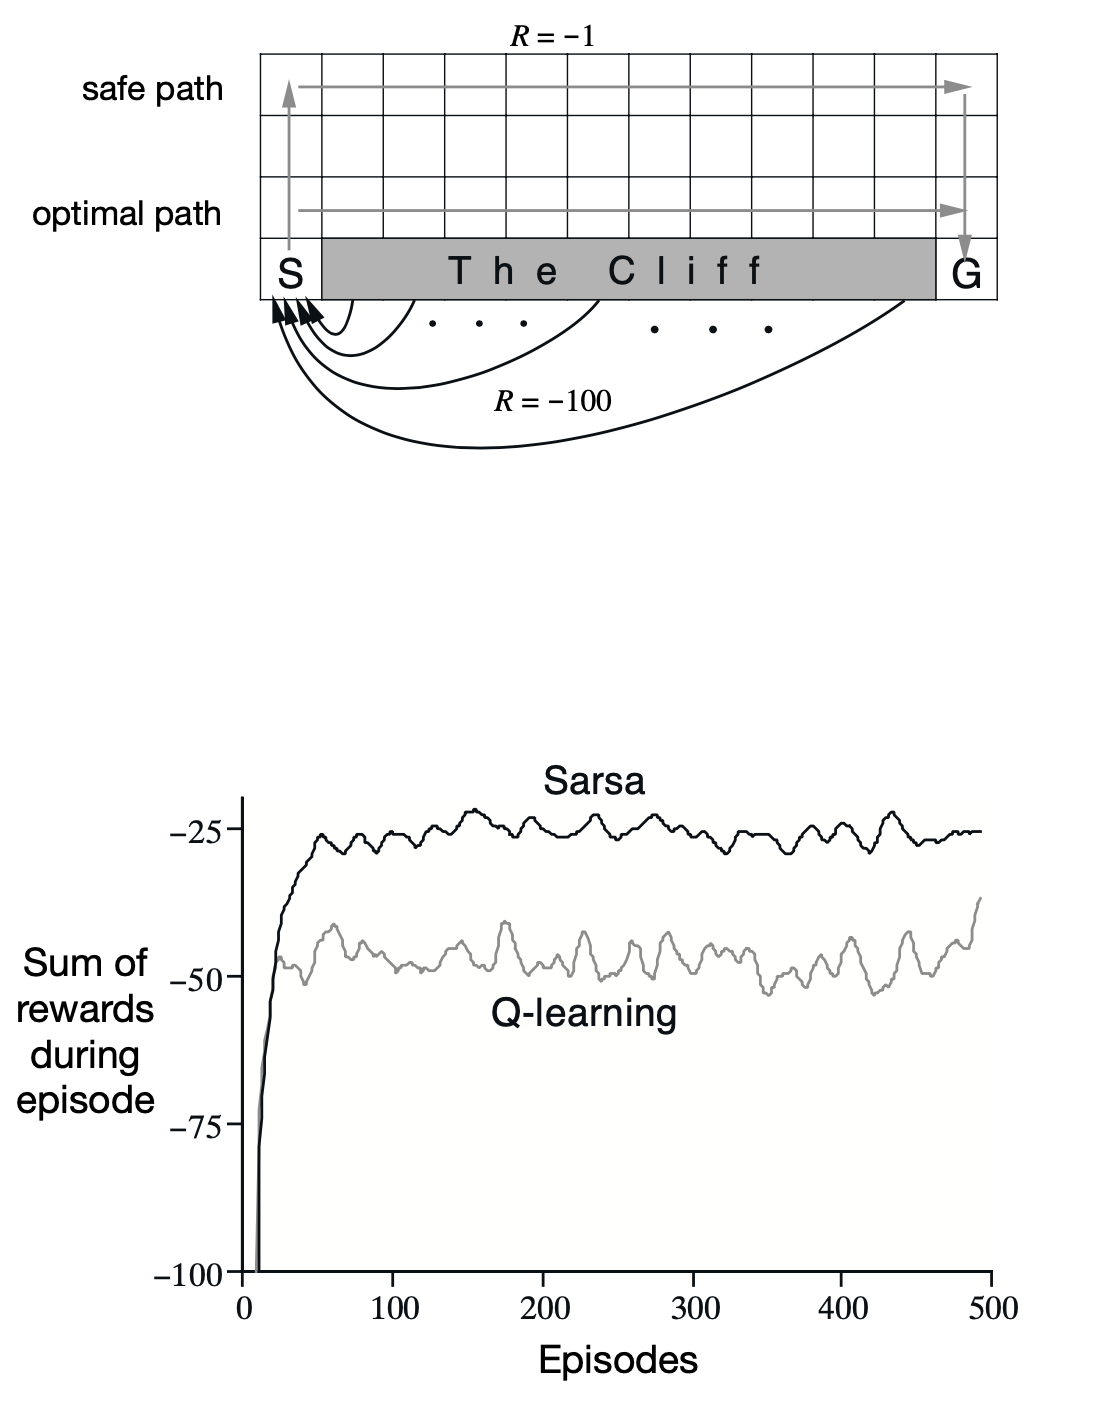 R = −1
safe path
optimal path
S
The Cliff
G
R = −100
Sarsa
−25
Sum of
rewards
during
episode
−50
Q-learning
−75
−100
0 100 200 300 400 500
Episodes